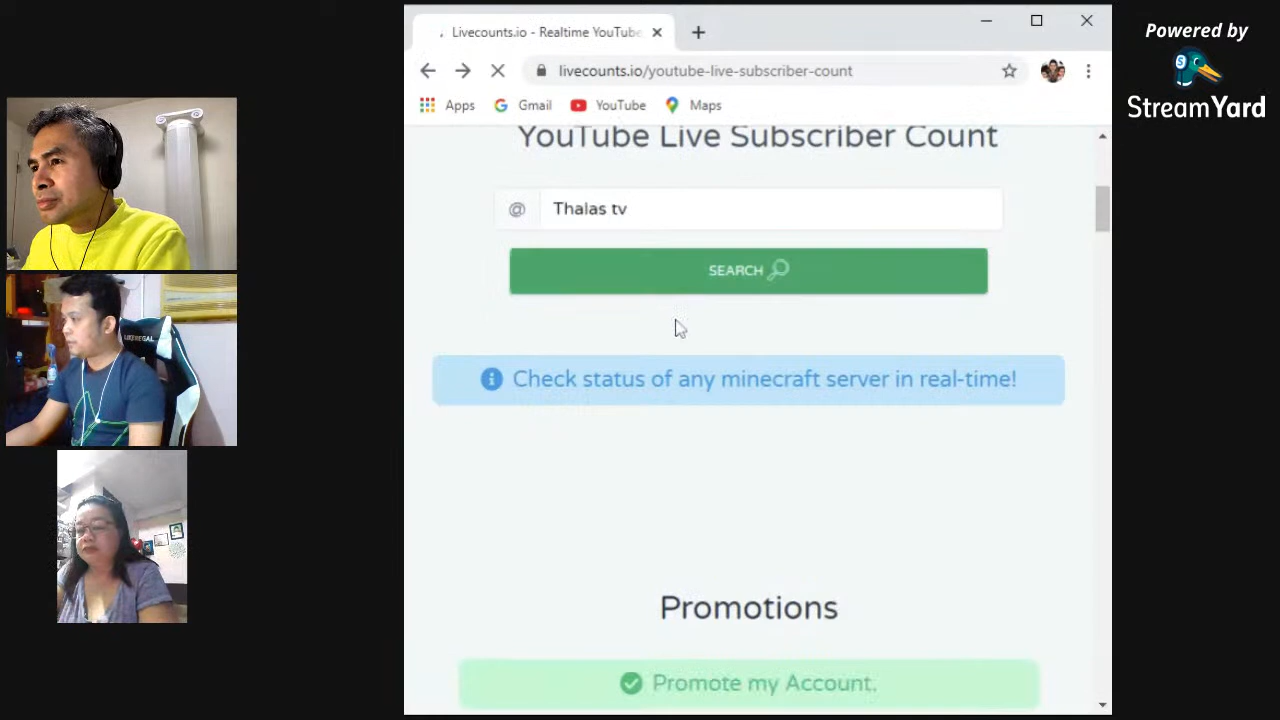 Livecounts.io - Realtime YouTube
livecounts.io/youtube-live-subscriber-count
Apps
Gmail
YouTube
Maps
YouTube Live Subscriber Count
@ Thalas tv
SEARCH
Check status of any minecraft server in real-time!
Promotions
Promote my Account.
Powered by
StreamYard